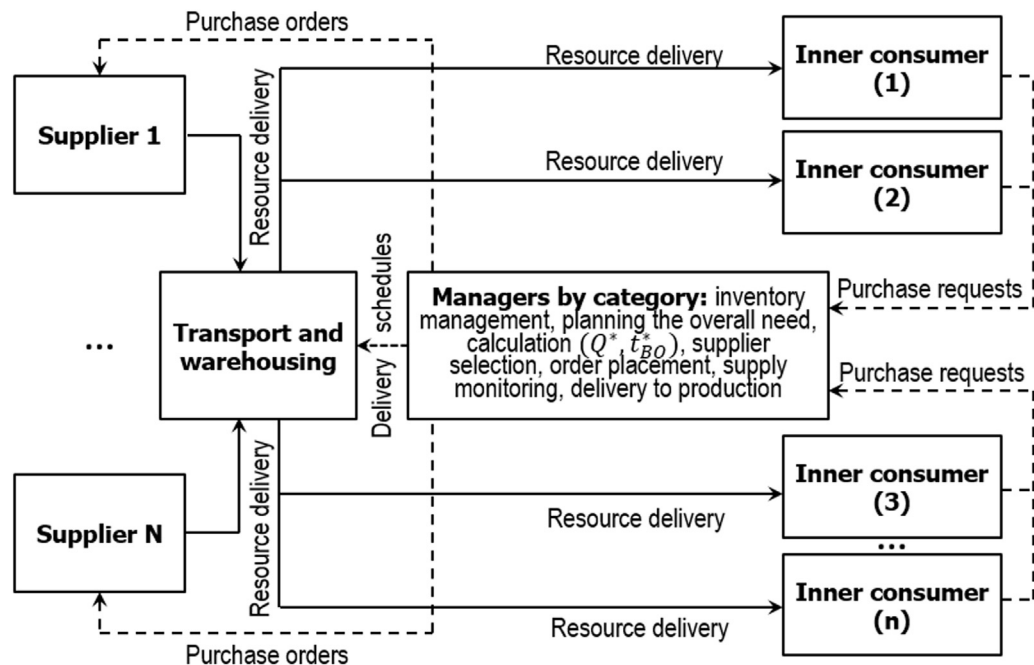 Purchase orders
Supplier 1
Resource delivery
Resource delivery
Inner consumer
(1)
Resource delivery
Inner consumer
(2)
...
Transport and
warehousing
Delivery schedules
Managers by category: inventory
management, planning the overall need,
calculation (Q*, t*BO), supplier
selection, order placement, supply
monitoring, delivery to production
Purchase requests
Purchase requests
Supplier N
Resource delivery
Resource delivery
Inner consumer
(3)
...
Resource delivery
Inner consumer
(n)
Purchase orders